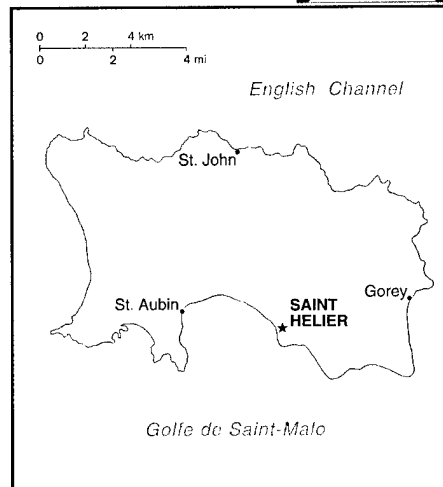 0 2 4 km
0 2 4 mi
English Channel
St. John
St. Aubin
SAINT
HELIER
Gorey
Golfe de Saint-Malo